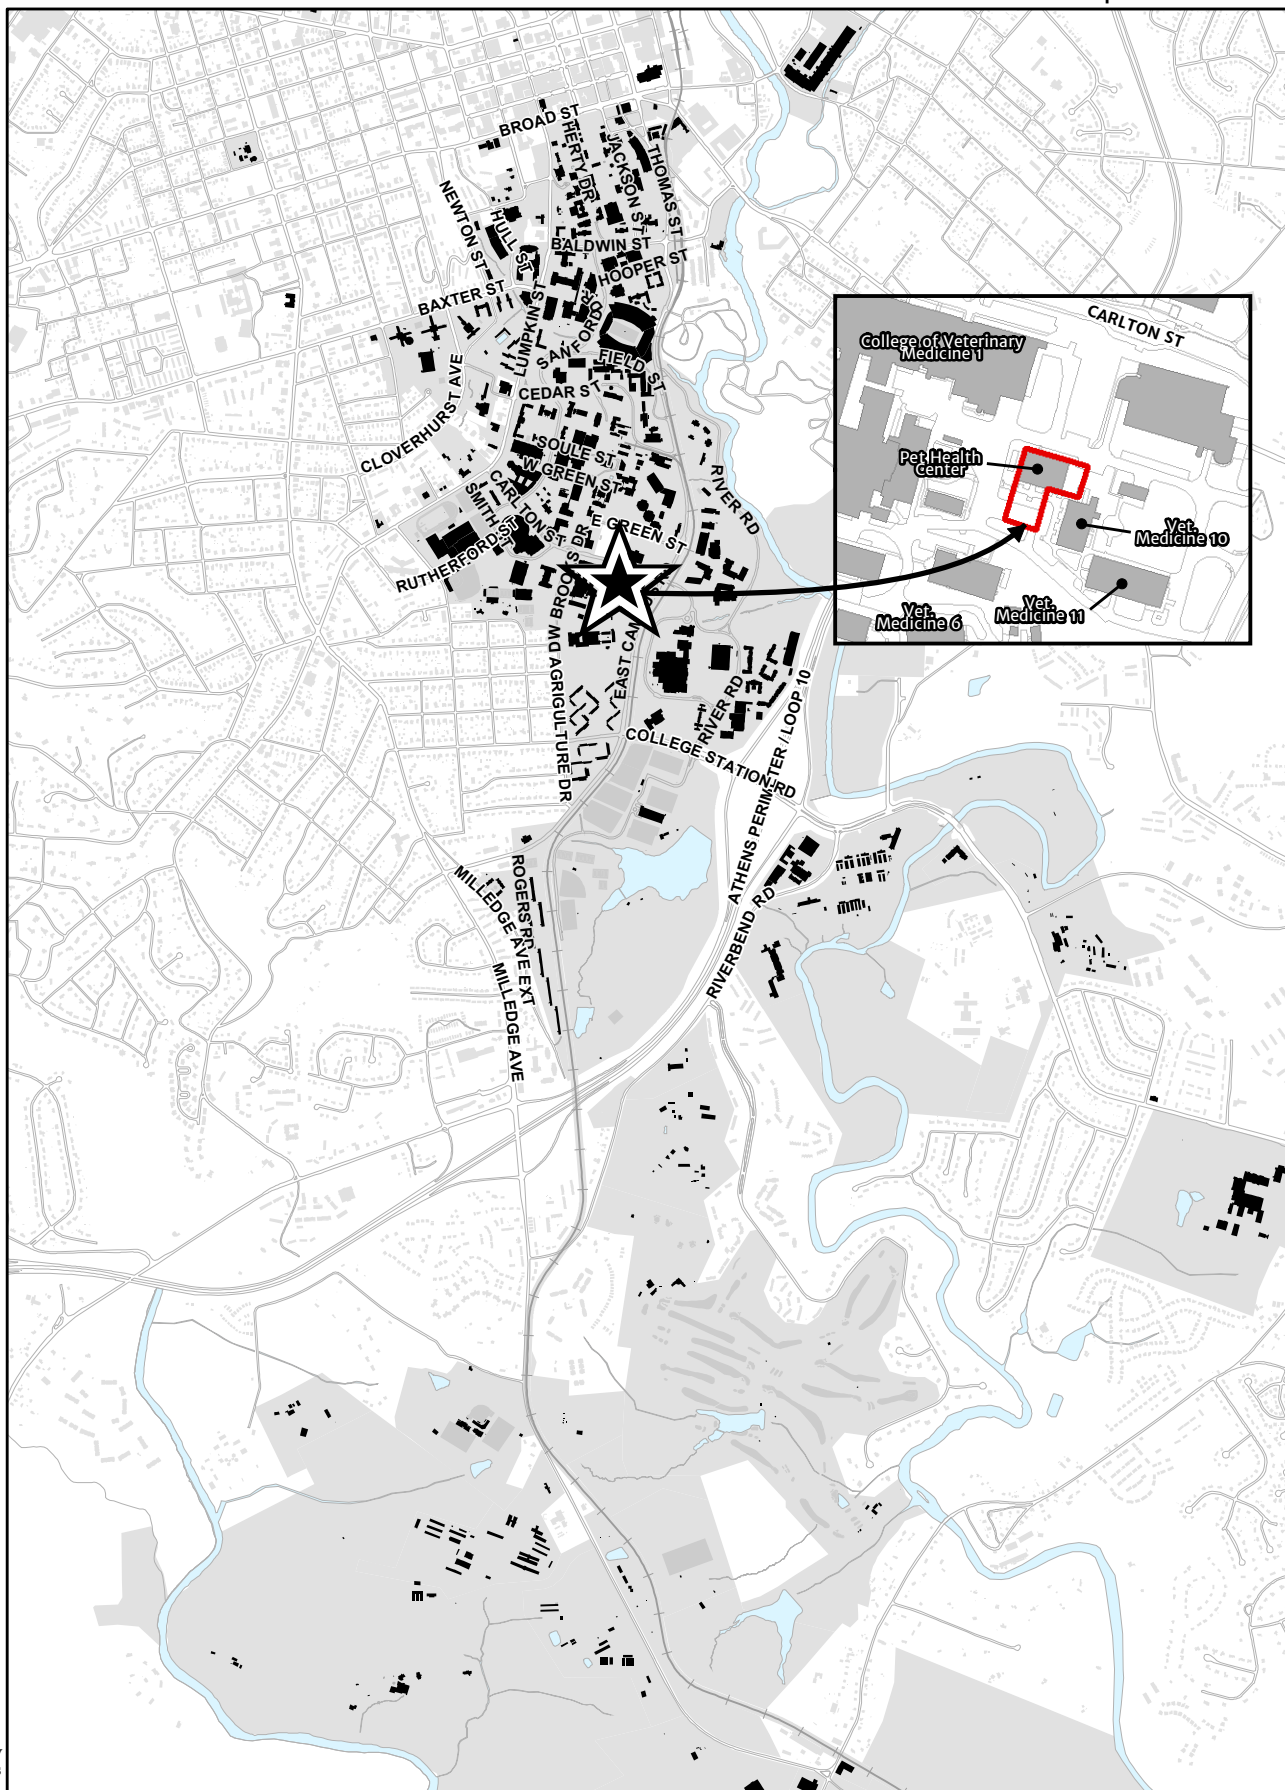 BROAD ST
HERTY DR
JACKSON ST
THOMAS ST
NEWTON ST
HULL ST
BALDWIN ST
HOOPER ST
BAXTER ST
LUMPKIN ST
SANFORD DR
FIELD ST
CEDAR ST
CLOVERHURST AVE
SOULE ST
W GREEN ST
CARLTON ST
SMITH ST
RUTHERFORD ST
E GREEN ST
RIVER RD
DW BROOKS DR
EAST CAMPUS RD
AGRIGULTURE DR
RIVER RD
COLLEGE STATION RD
ATHENS PERIMETER / LOOP 10
RIVERBEND RD
MILLEDGE AVE EXT
ROGERS RD
MILLEDGE AVE
CARLTON ST
College of Veterinary
Medicine 1
Pet Health
Center
Vet.
Medicine 10
Vet.
Medicine 11
Vet.
Medicine 6